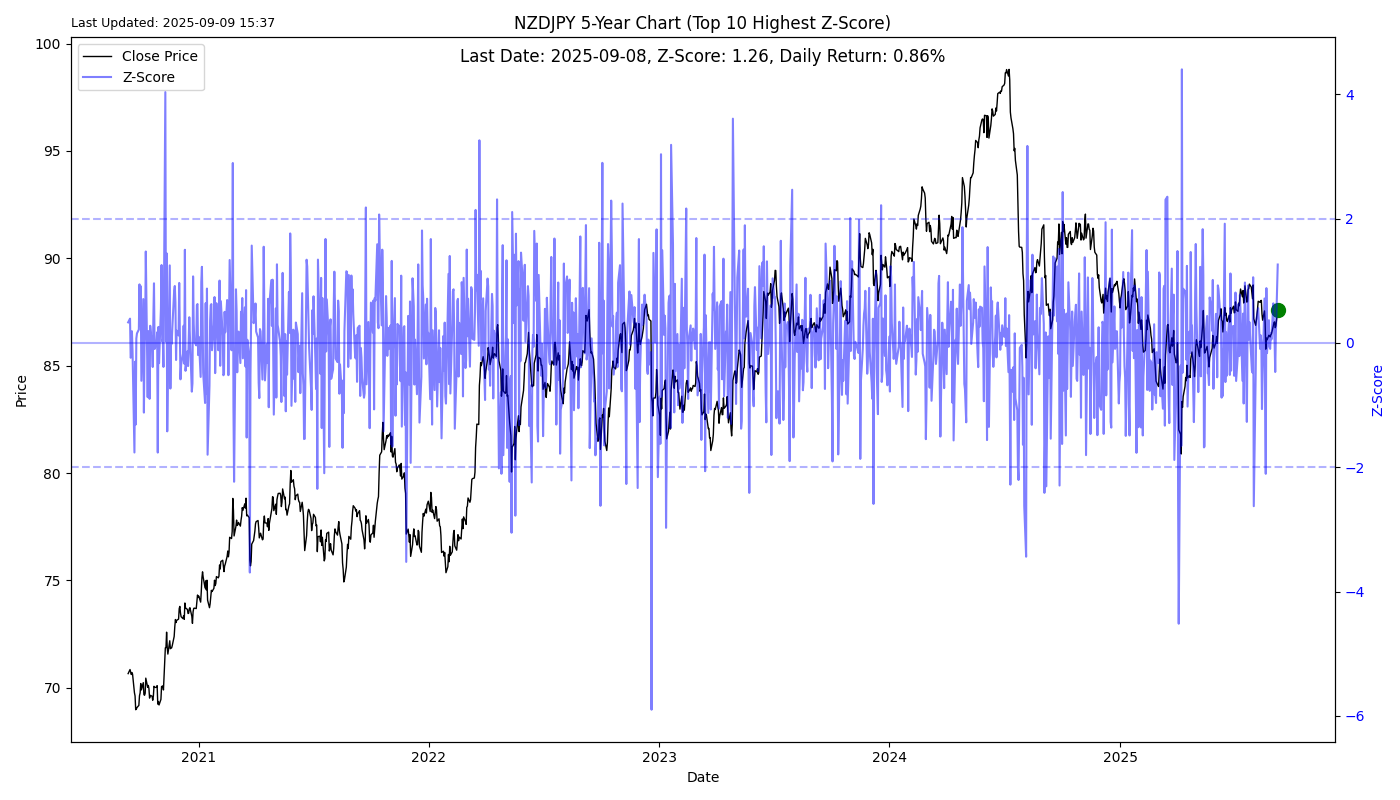 Last Updated: 2025-09-09 15:37
NZDJPY 5-Year Chart (Top 10 Highest Z-Score)
Last Date: 2025-09-08, Z-Score: 1.26, Daily Return: 0.86%
Close Price
Z-Score
Price
100
95
90
85
80
75
70
4
2
0
−2
−4
−6
Z-Score
2021
2022
2023
2024
2025
Date